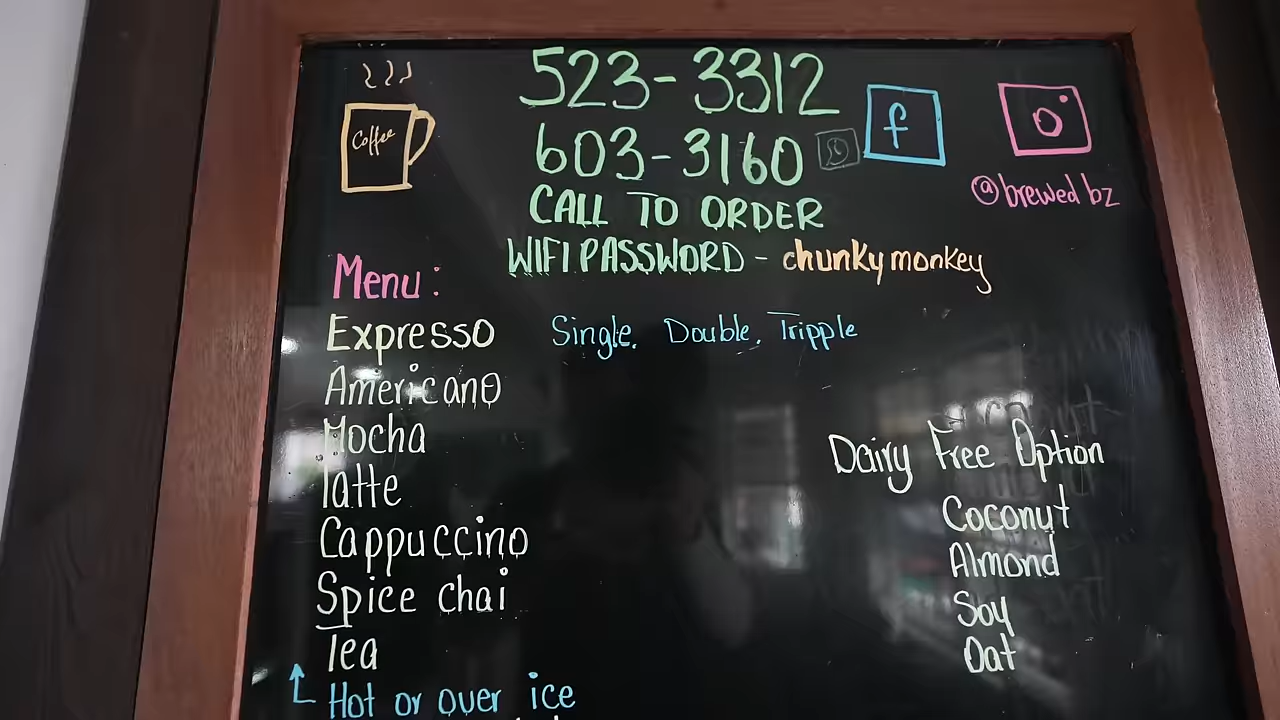 523-3312
Coffee
603-3160
f
@brewed bz
CALL TO ORDER
WIFI PASSWORD - chunky monkey
Menu:
Expresso Single, Double, Tripple
Americano
Mocha
latte
Cappuccino
Spice chai
Tea
Hot or over ice
Dairy Free Option
Coconut
Almond
Soy
Oat